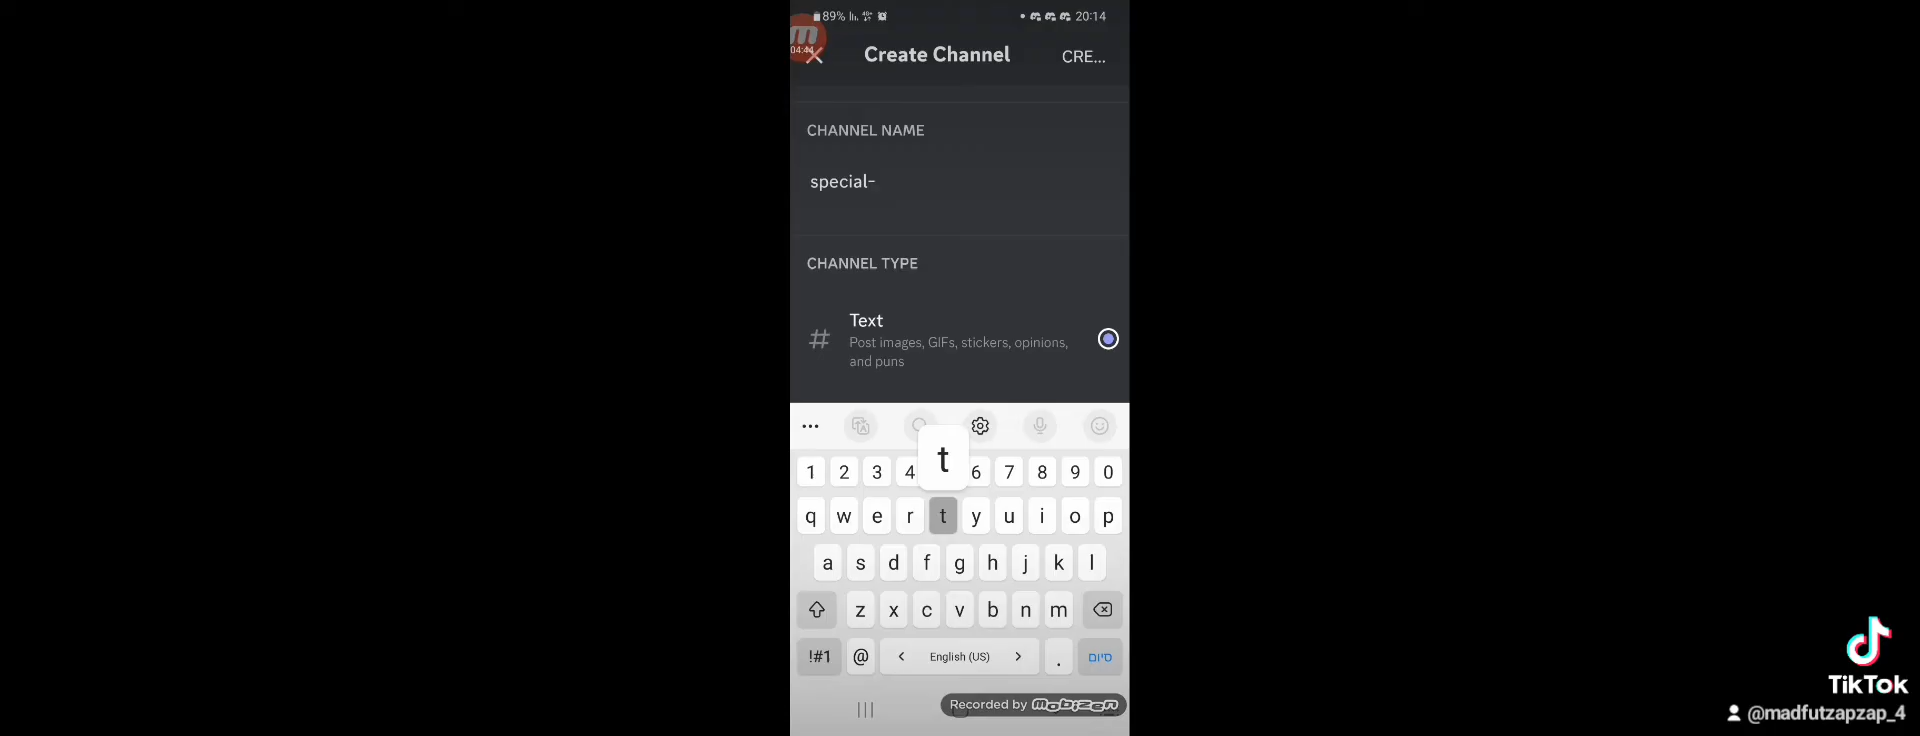 89% 20:14
04:44
Create Channel CRE...
CHANNEL NAME
special-
CHANNEL TYPE
Text
Post images, GIFs, stickers, opinions,
and puns
t
1 2 3 4 6 7 8 9 0
q w e r t y u i o p
a s d f g h j k l
z x c v b n m
!#1 @ < English (US) > . סיום
Recorded by mobizen
TikTok
@madfutzapzap_4